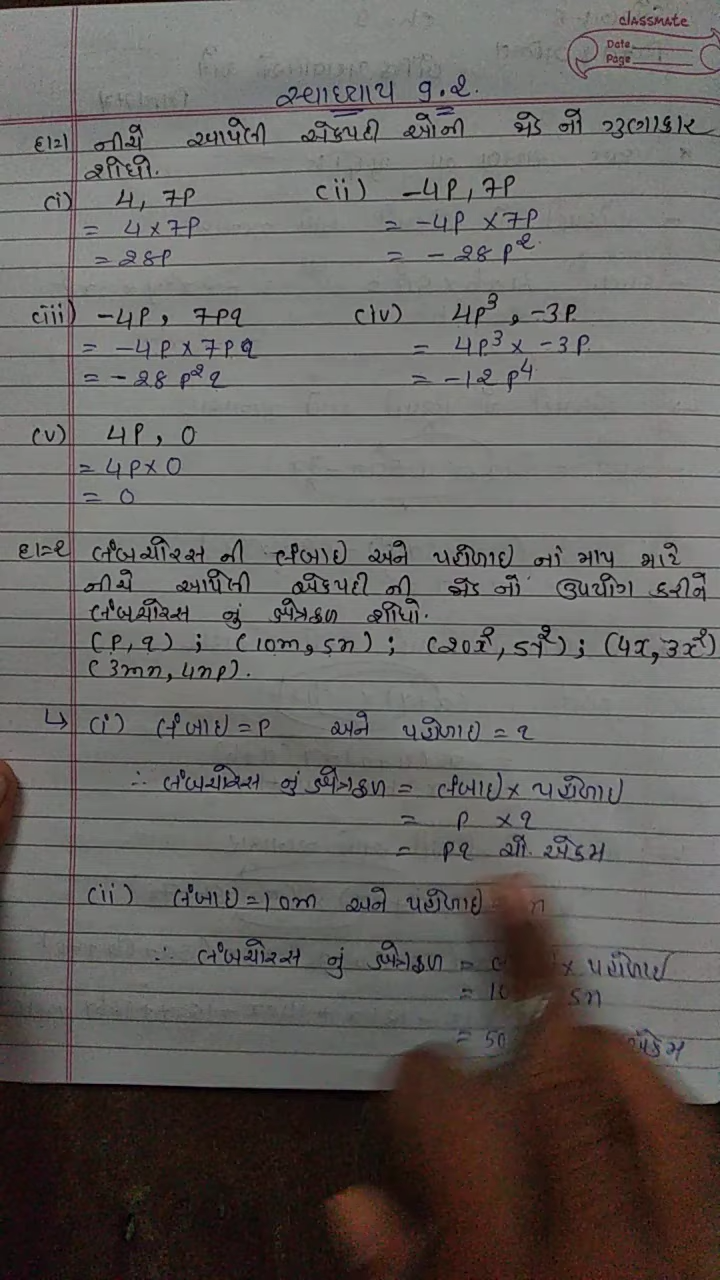 classmate
Date
Page
સ્વાધ્યાય 9.2.
દા=1 નીચે આપેલી એકપદી ઓની જોડ નો ગુણાકાર
શોધો.
(i) 4, 7P (ii) -4P, 7P
= 4 × 7P = -4P × 7P
= 28P = - 28 P²
(iii) -4P, 7Pq (iv) 4P³, -3P
= -4P × 7Pq = 4P³ × -3P
= - 28 P²q = -12 P⁴
(v) 4P, 0
= 4P × 0
= 0
દા=2 લંબચોરસ ની લંબાઇ અને પહોળાઇ નાં માપ માટે
નીચે આપેલી એકપદી ની જોડ નો ઉપયોગ કરીને
લંબચોરસ નું ક્ષેત્રફળ શોધો.
(P, q) ; (10m, 5n) ; (20x², 5y²) ; (4x, 3x²)
(3mn, 4np).
↳ (i) લંબાઇ = P અને પહોળાઇ = q
∴ લંબચોરસ નું ક્ષેત્રફળ = લંબાઇ × પહોળાઇ
= P × q
= Pq ચો. એકમ
(ii) લંબાઇ = 10m અને પહોળાઇ = n
∴ લંબચોરસ નું ક્ષેત્રફળ = × પહોળાઇ
= 10 5n
= 50 એકમ